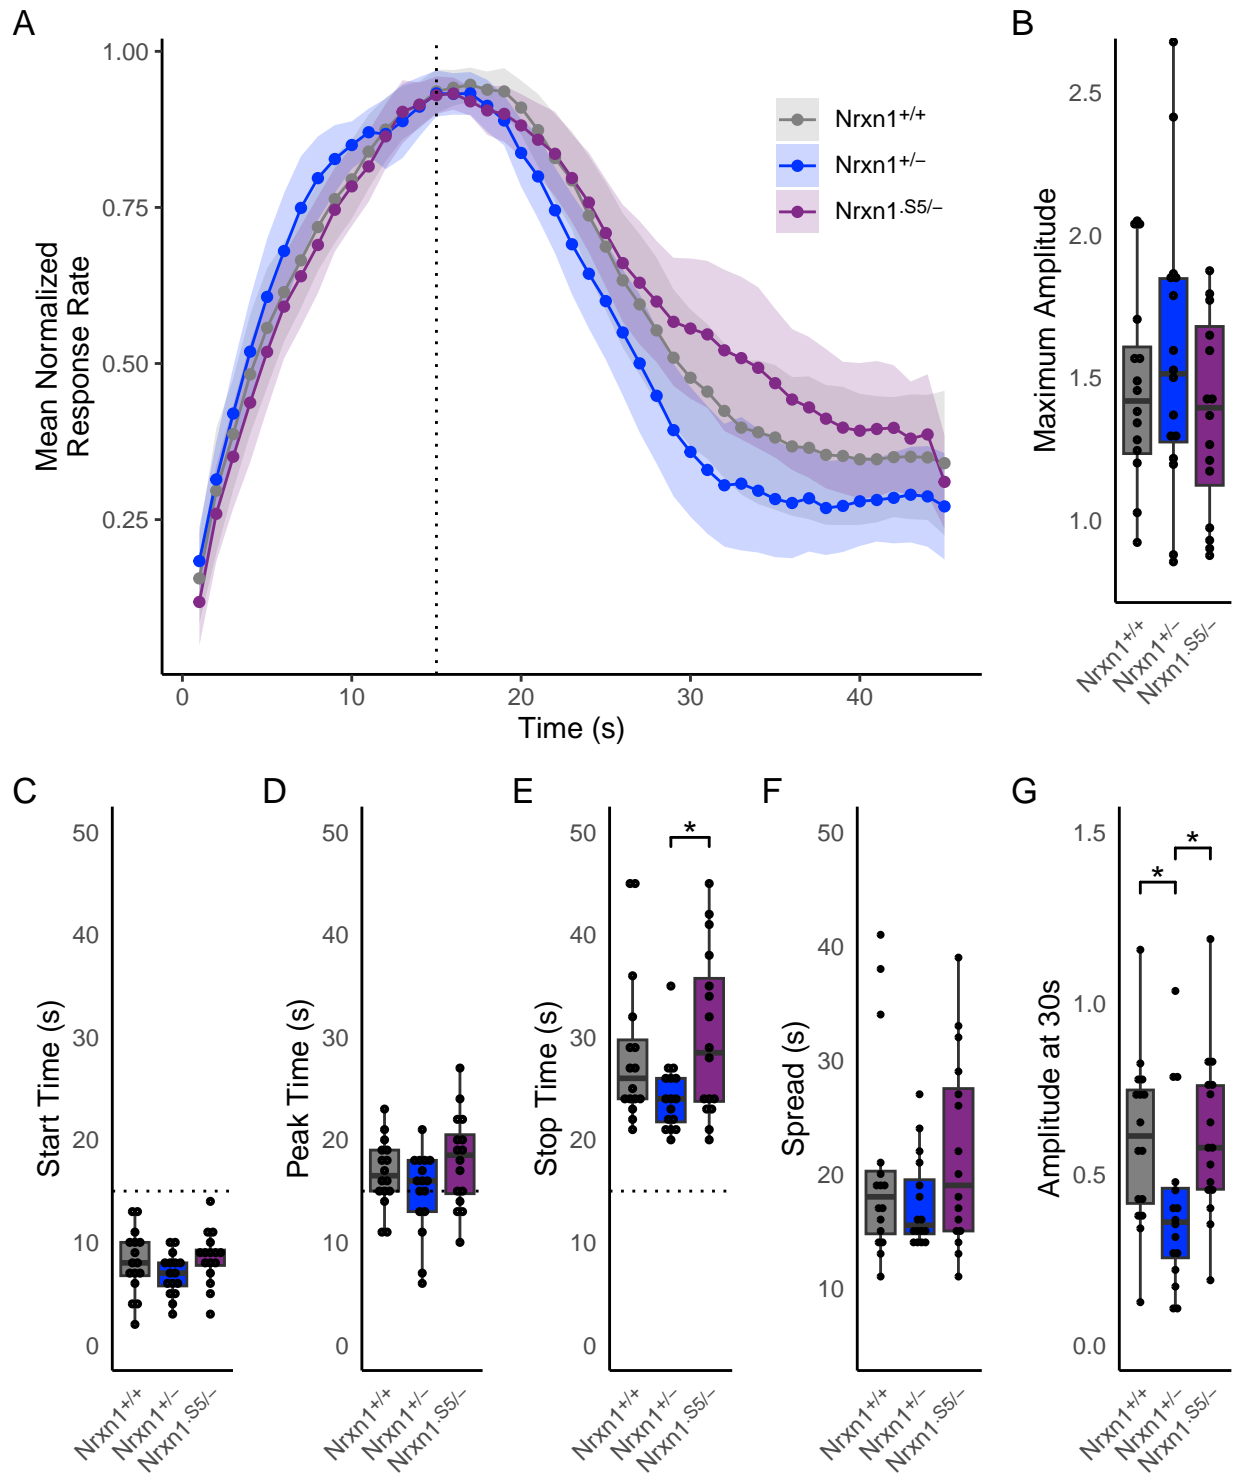 A
Mean Normalized
Response Rate
1.00
0.75
0.50
0.25
0
10
20
30
40
Time (s)
Nrxn1+/+
Nrxn1+/−
Nrxn1.S5/−
B
Maximum Amplitude
2.5
2.0
1.5
1.0
Nrxn1+/+
Nrxn1+/−
Nrxn1.S5/−
C
Start Time (s)
50
40
30
20
10
0
Nrxn1+/+
Nrxn1+/−
Nrxn1.S5/−
D
Peak Time (s)
50
40
30
20
10
0
Nrxn1+/+
Nrxn1+/−
Nrxn1.S5/−
E
Stop Time (s)
50
40
30
20
10
0
*
Nrxn1+/+
Nrxn1+/−
Nrxn1.S5/−
F
Spread (s)
50
40
30
20
10
Nrxn1+/+
Nrxn1+/−
Nrxn1.S5/−
G
Amplitude at 30s
1.5
1.0
0.5
0.0
*
*
Nrxn1+/+
Nrxn1+/−
Nrxn1.S5/−